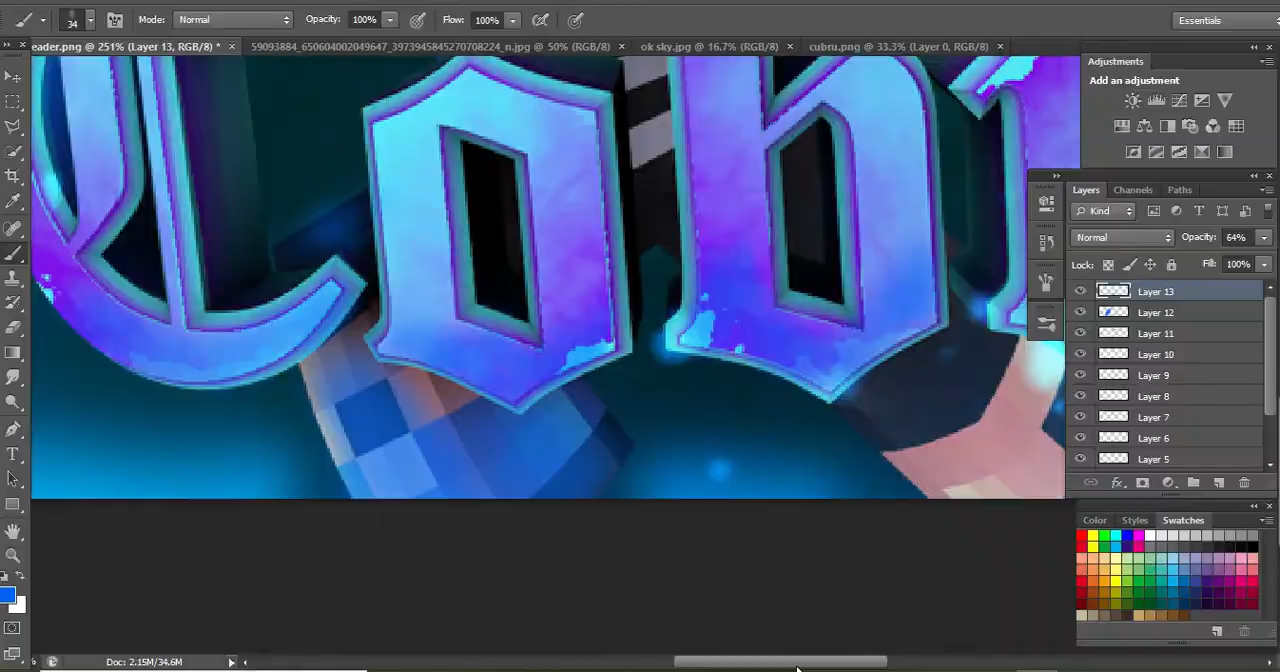 34 Mode: Normal Opacity: 100% Flow: 100% Essentials
eader.png @ 251% (Layer 13, RGB/8) * × 59093884_650604002049647_3973945845270708224_n.jpg @ 50% (RGB/8) × ok sky.jpg @ 16.7% (RGB/8) × cubru.png @ 33.3% (Layer 0, RGB/8) ×
Adjustments
Add an adjustment
Layers Channels Paths
Kind
Normal Opacity: 64%
Lock: Fill: 100%
Layer 13
Layer 12
Layer 11
Layer 10
Layer 9
Layer 8
Layer 7
Layer 6
Layer 5
fx
Color Styles Swatches
% Doc: 2.15M/34.6M